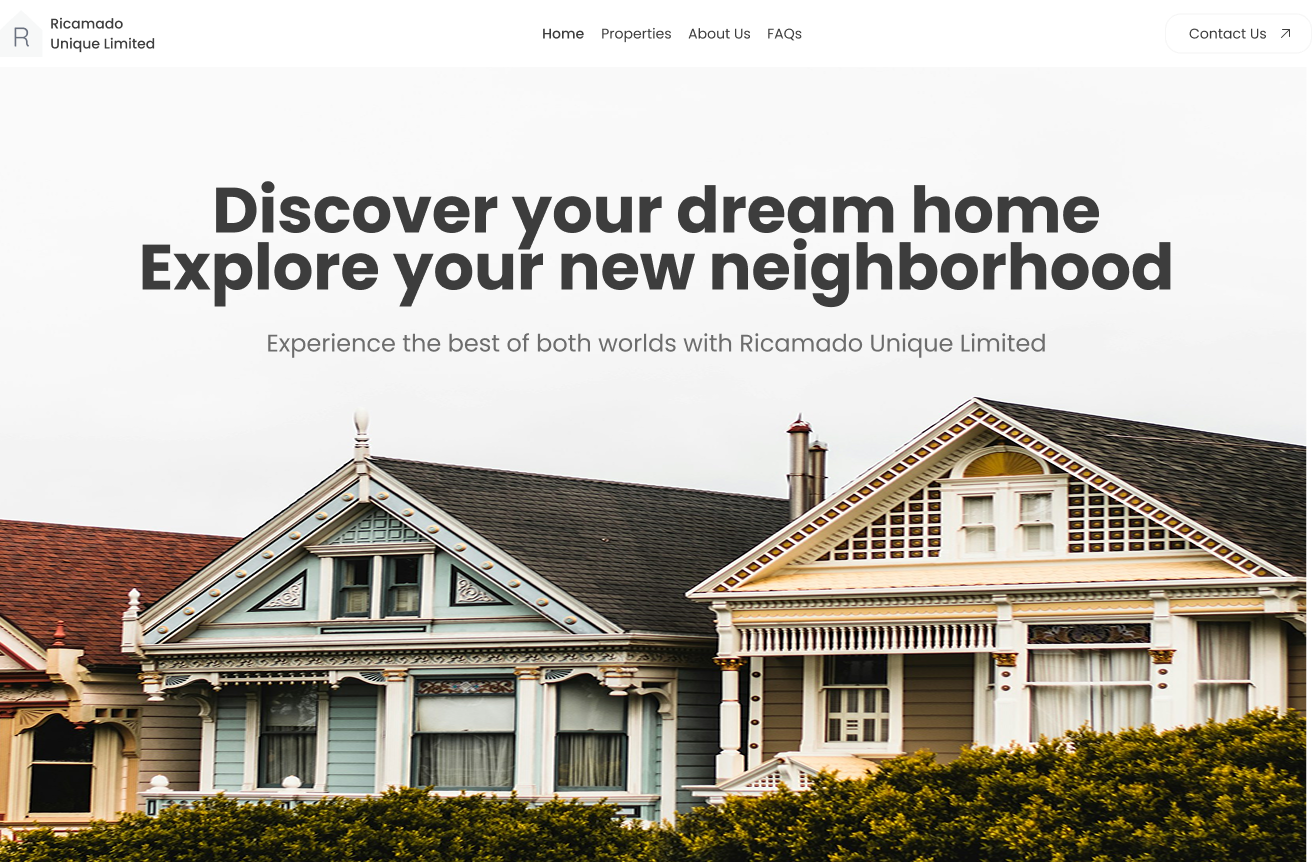 R
Ricamado
Unique Limited
Home Properties About Us FAQs
Contact Us
Discover your dream home
Explore your new neighborhood
Experience the best of both worlds with Ricamado Unique Limited